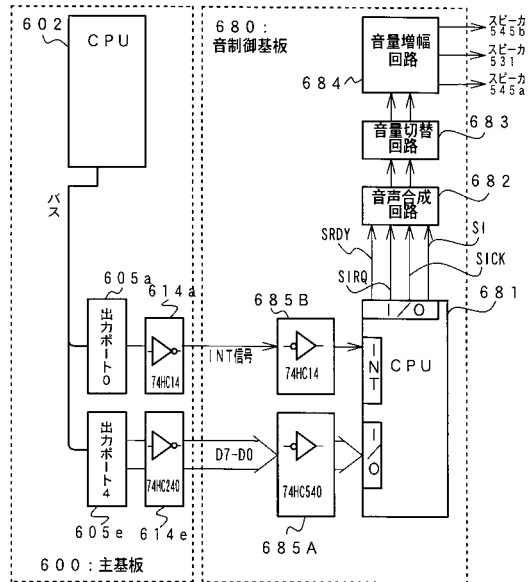 602
CPU
バス
605a
出力ポート0
614a
74HC14
INT信号
出力ポート4
605e
74HC240
614e
D7-D0
600:主基板
680:
音制御基板
684
音量増幅
回路
スピーカ
545b
スピーカ
531
スピーカ
545a
音量切替
回路
683
音声合成
回路
682
SRDY
SIRQ
SICK
SI
681
I/O
CPU
INT
I/O
685B
74HC14
74HC540
685A